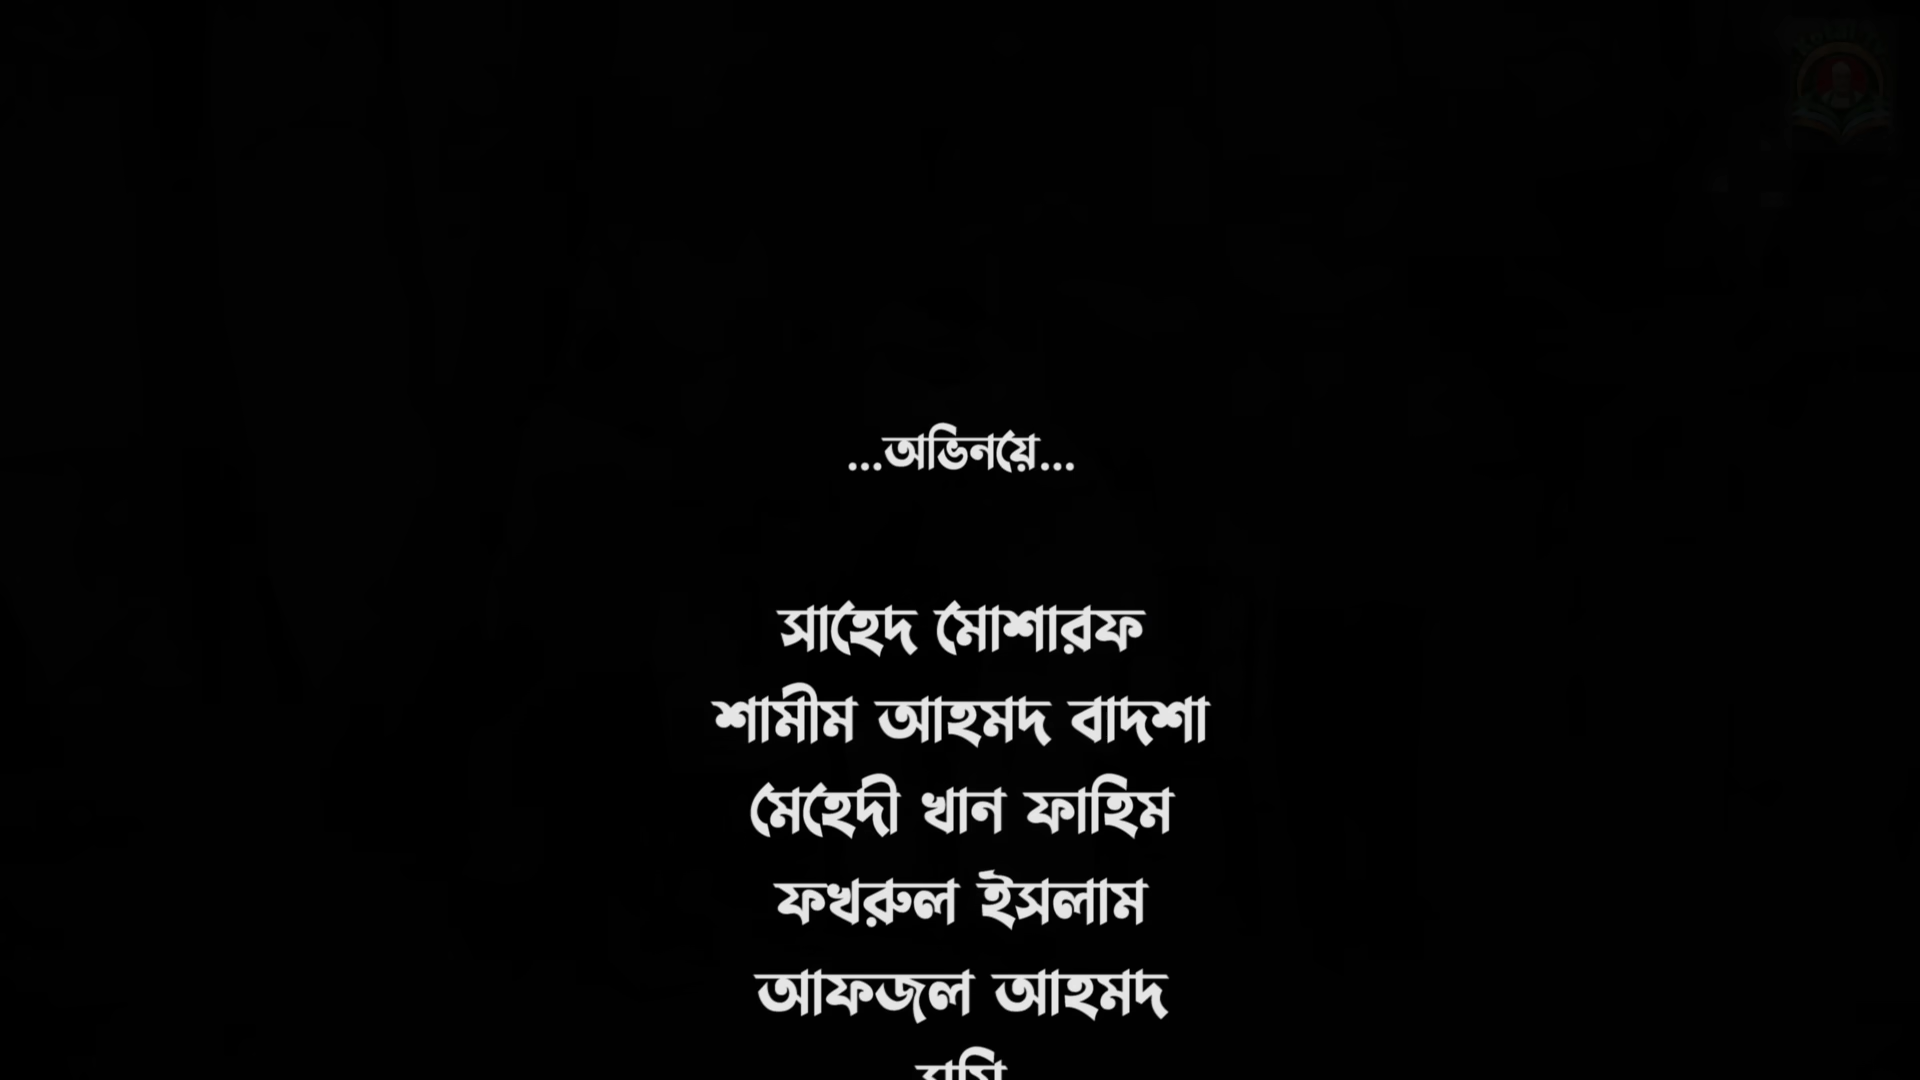 ...অভিনয়ে...
সাহেদ মোশারফ
শামীম আহমদ বাদশা
মেহেদী খান ফাহিম
ফখরুল ইসলাম
আফজল আহমদ